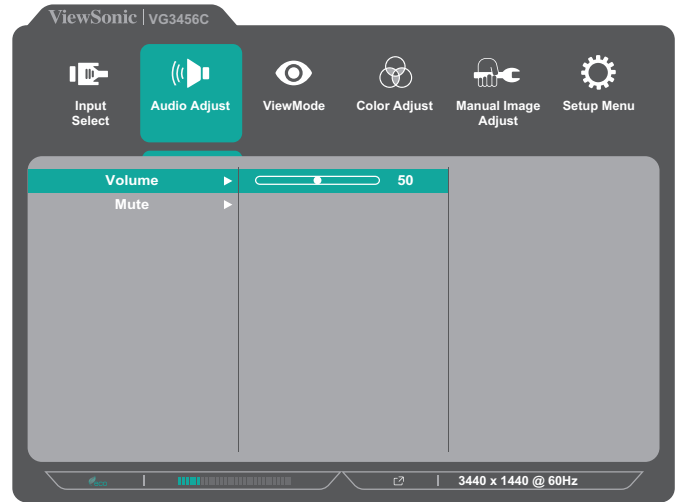 ViewSonic | VG3456C
Input Select
Audio Adjust
ViewMode
Color Adjust
Manual Image Adjust
Setup Menu
Volume
50
Mute
eco
3440 x 1440 @ 60Hz